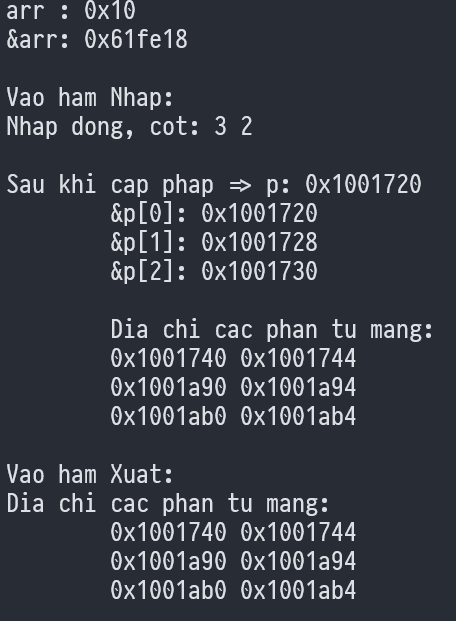 arr : 0x10
&arr: 0x61fe18
Vao ham Nhap:
Nhap dong, cot: 3 2
Sau khi cap phap => p: 0x1001720
&p[0]: 0x1001720
&p[1]: 0x1001728
&p[2]: 0x1001730
Dia chi cac phan tu mang:
0x1001740 0x1001744
0x1001a90 0x1001a94
0x1001ab0 0x1001ab4
Vao ham Xuat:
Dia chi cac phan tu mang:
0x1001740 0x1001744
0x1001a90 0x1001a94
0x1001ab0 0x1001ab4